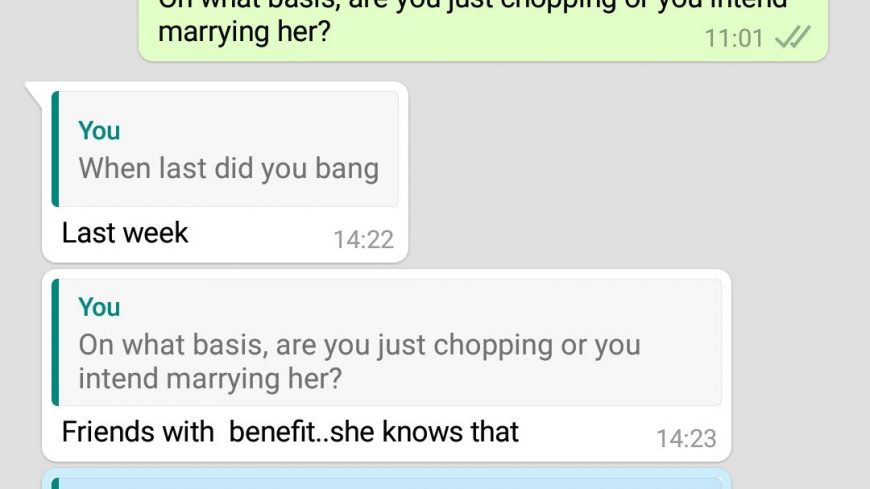 On what basis, are you just chopping or you intend
marrying her?
11:01
You
When last did you bang
Last week
14:22
You
On what basis, are you just chopping or you
intend marrying her?
Friends with  benefit..she knows that
14:23